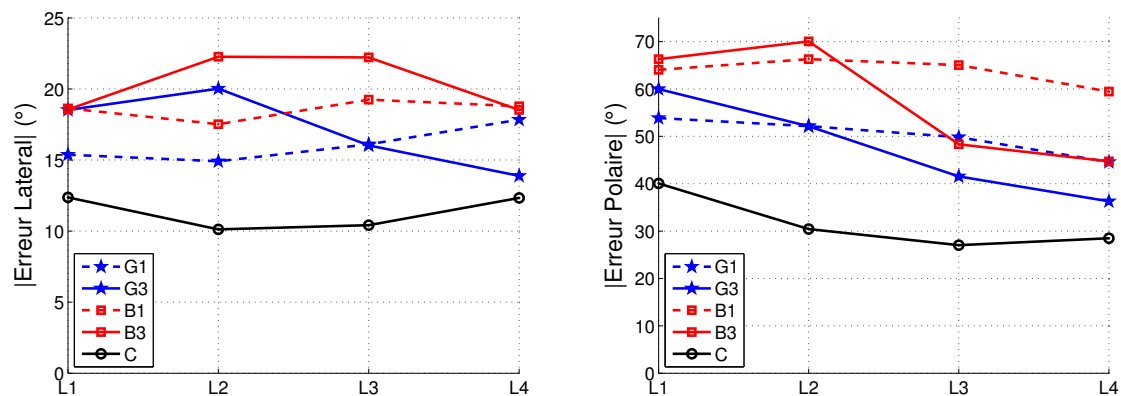 |Erreur Lateral| (°)
25
20
15
10
5
0
L1
L2
L3
L4
G1
G3
B1
B3
C
|Erreur Polaire| (°)
70
60
50
40
30
20
10
0
L1
L2
L3
L4
G1
G3
B1
B3
C